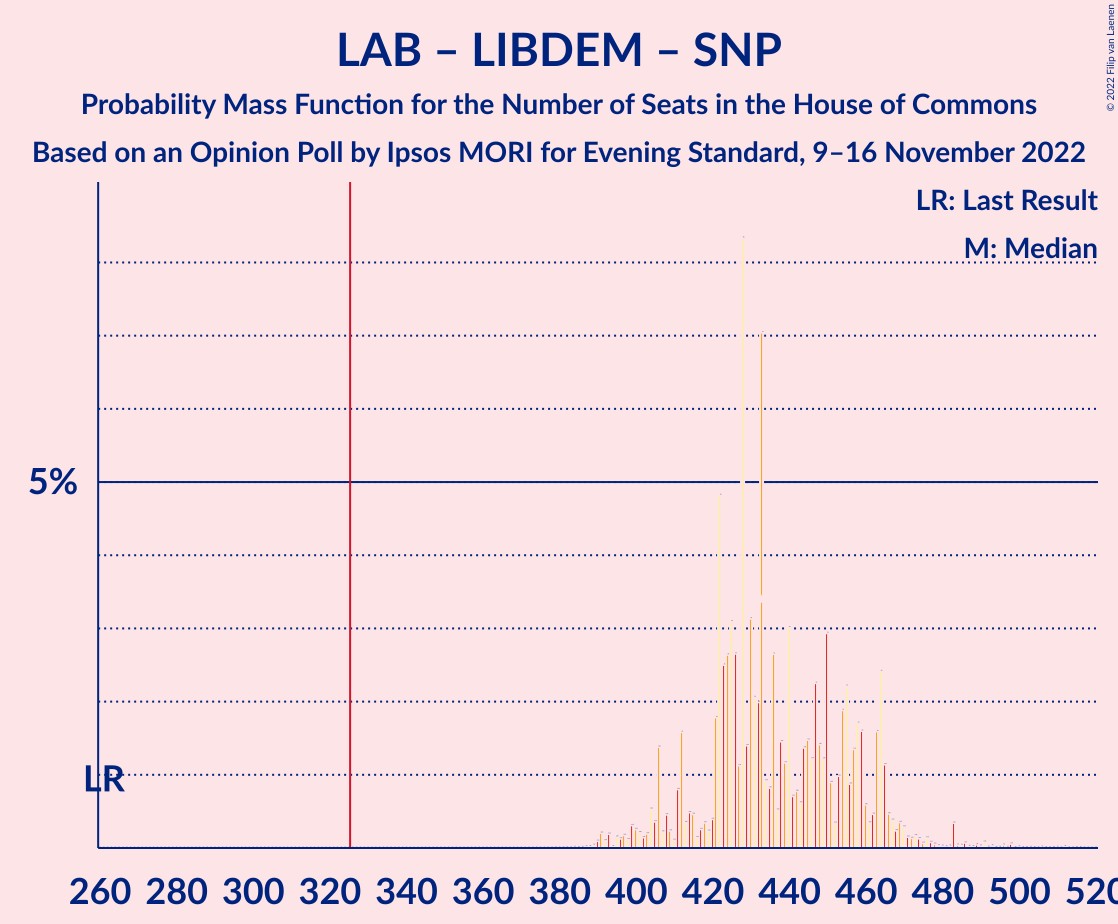 LAB – LIBDEM – SNP
Probability Mass Function for the Number of Seats in the House of Commons
Based on an Opinion Poll by Ipsos MORI for Evening Standard, 9–16 November 2022
© 2022 Filip van Laenen
LR: Last Result
M: Median
5%
LR
260 280 300 320 340 360 380 400 420 440 460 480 500 520